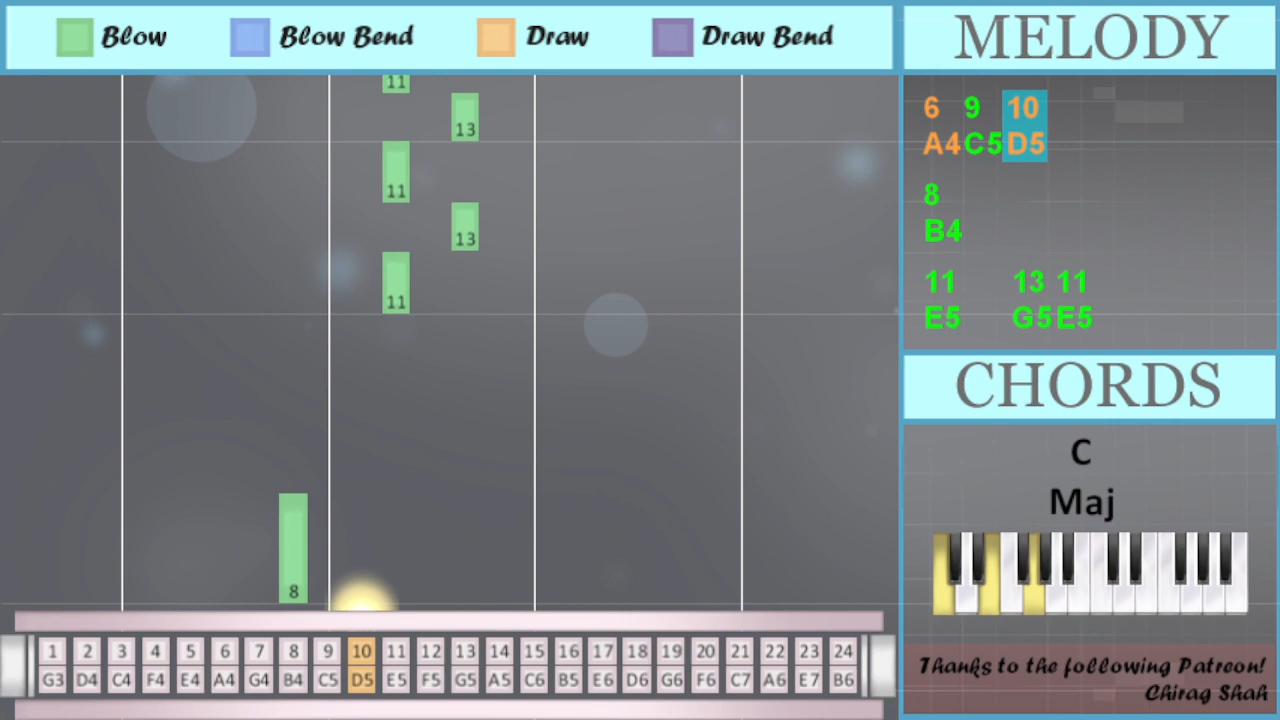 Blow Blow Bend Draw Draw Bend
MELODY
11
13
11
13
11
8
6 9 10
A4 C5 D5
8
B4
11 13 11
E5 G5 E5
CHORDS
C
Maj
1 2 3 4 5 6 7 8 9 10 11 12 13 14 15 16 17 18 19 20 21 22 23 24
G3 D4 C4 F4 E4 A4 G4 B4 C5 D5 E5 F5 G5 A5 C6 B5 E6 D6 G6 F6 C7 A6 E7 B6
Thanks to the following Patreon!
Chirag Shah